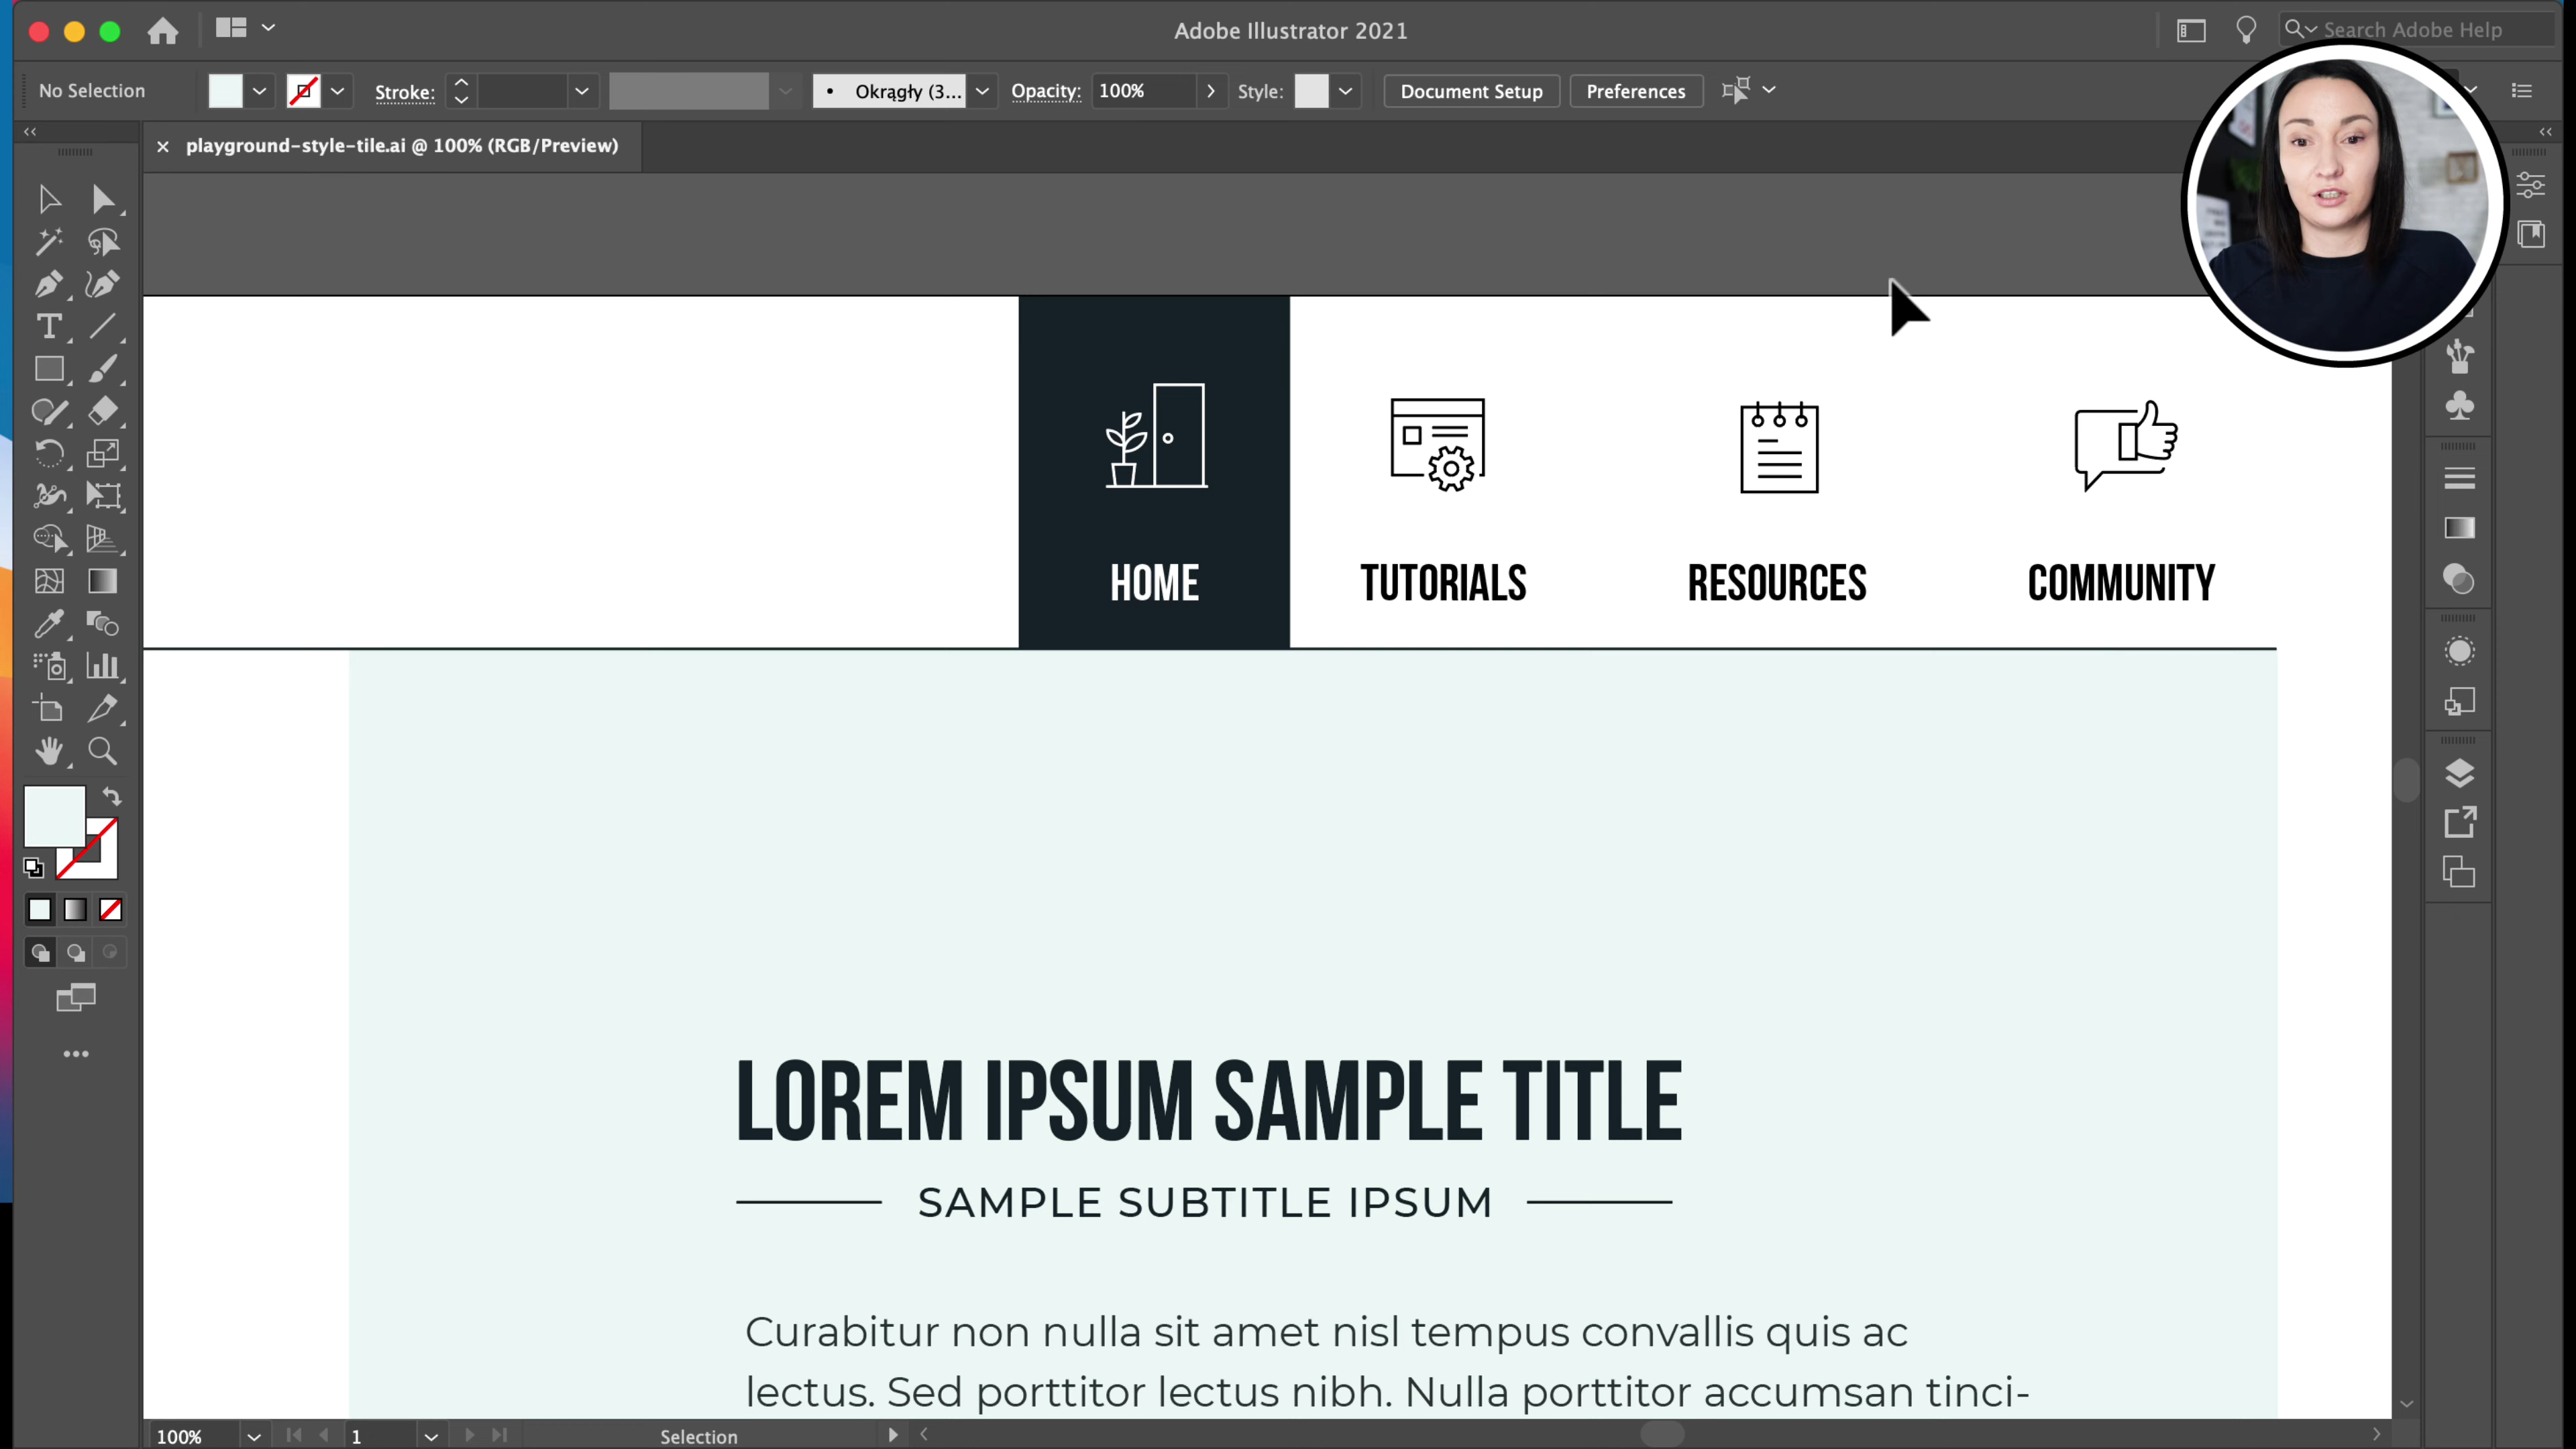 Adobe Illustrator 2021
Search Adobe Help
No Selection
Stroke:
Okrągły (3...
Opacity:
100%
Style:
Document Setup
Preferences
playground-style-tile.ai @ 100% (RGB/Preview)
HOME
TUTORIALS
RESOURCES
COMMUNITY
LOREM IPSUM SAMPLE TITLE
SAMPLE SUBTITLE IPSUM
Curabitur non nulla sit amet nisl tempus convallis quis ac
lectus. Sed porttitor lectus nibh. Nulla porttitor accumsan tinci-
100%
1
Selection